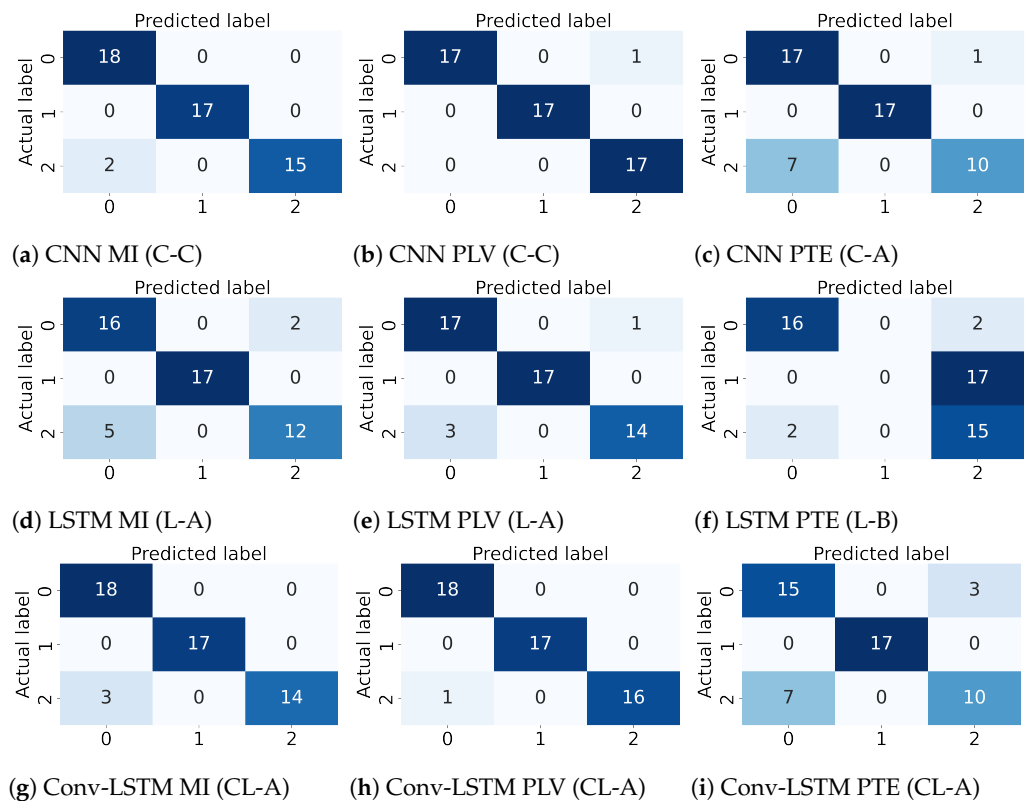 Predicted label Predicted label Predicted label
Actual label Actual label Actual label
0 18 0 0 0 17 0 1 0 17 0 1
1 0 17 0 1 0 17 0 1 0 17 0
2 2 0 15 2 0 0 17 2 7 0 10
0 1 2 0 1 2 0 1 2
(a) CNN MI (C-C) (b) CNN PLV (C-C) (c) CNN PTE (C-A)
Predicted label Predicted label Predicted label
Actual label Actual label Actual label
0 16 0 2 0 17 0 1 0 16 0 2
1 0 17 0 1 0 17 0 1 0 0 17
2 5 0 12 2 3 0 14 2 2 0 15
0 1 2 0 1 2 0 1 2
(d) LSTM MI (L-A) (e) LSTM PLV (L-A) (f) LSTM PTE (L-B)
Predicted label Predicted label Predicted label
Actual label Actual label Actual label
0 18 0 0 0 18 0 0 0 15 0 3
1 0 17 0 1 0 17 0 1 0 17 0
2 3 0 14 2 1 0 16 2 7 0 10
0 1 2 0 1 2 0 1 2
(g) Conv-LSTM MI (CL-A) (h) Conv-LSTM PLV (CL-A) (i) Conv-LSTM PTE (CL-A)